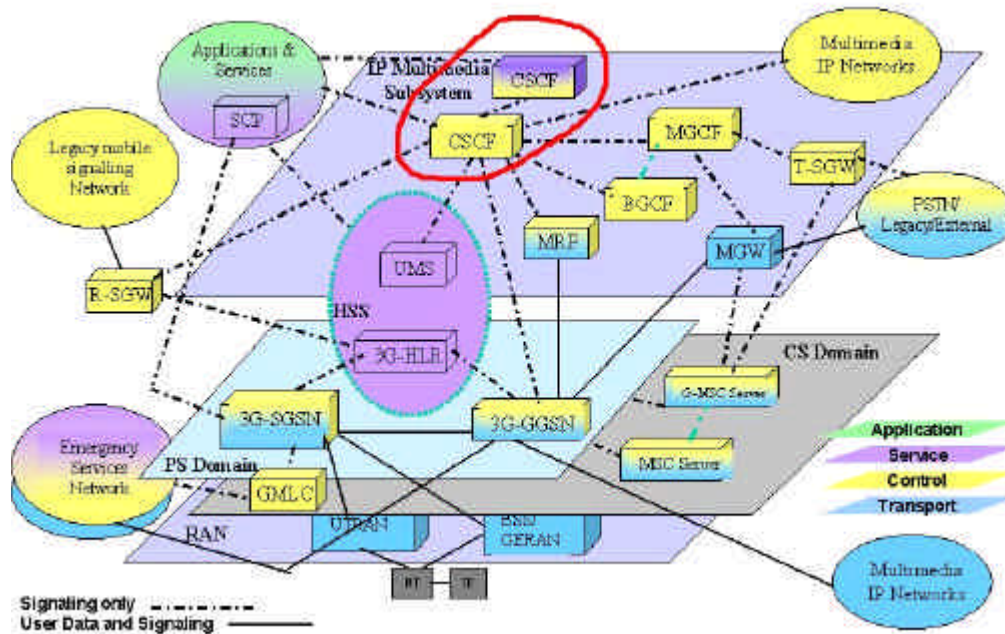 Applications &
Services
SCP
IP Multimedia
Subsystem
CSCF
CSCF
Multimedia
IP Networks
Legacy mobile
signalling
Network
MGCF
T-SGW
BGCF
MRF
MGW
PSTN/
Legacy/External
R-SGW
UMS
HSS
3G-HLR
CS Domain
G-MSC Server
3G-SGSN
3G-GGSN
MSC Server
Emergency
Services
Network
PS Domain
GMLC
RAN
UTRAN
BSS/
GERAN
Application
Service
Control
Transport
Multimedia
IP Networks
Signaling only
User Data and Signaling